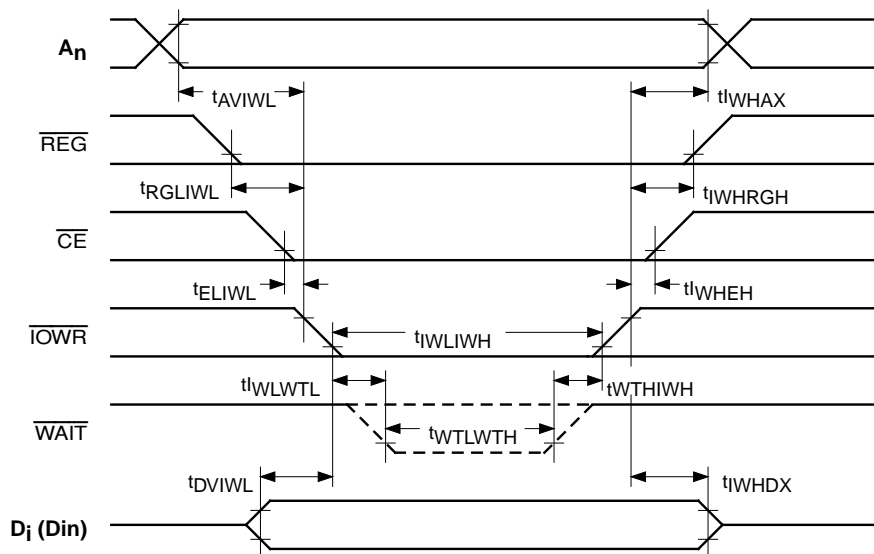 An
tAVIWL
tIWHAX
REG
tRGLIWL
tIWHRGH
CE
tELIWL
tIWHEH
IOWR
tIWLIWH
tIWLWTL
tWTHIWH
WAIT
tWTLWTH
tDVIWL
tIWHDX
Di (Din)